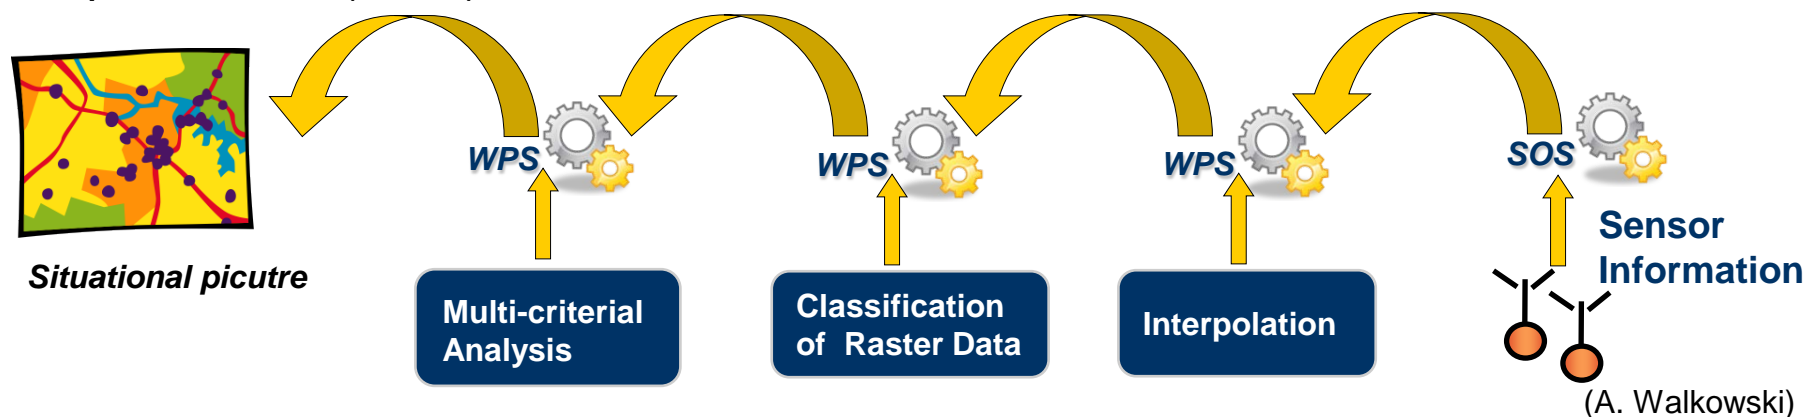 WPS
WPS
WPS
SOS
Situational picutre
Multi-criterial
Analysis
Classification
of Raster Data
Interpolation
Sensor
Information
(A. Walkowski)